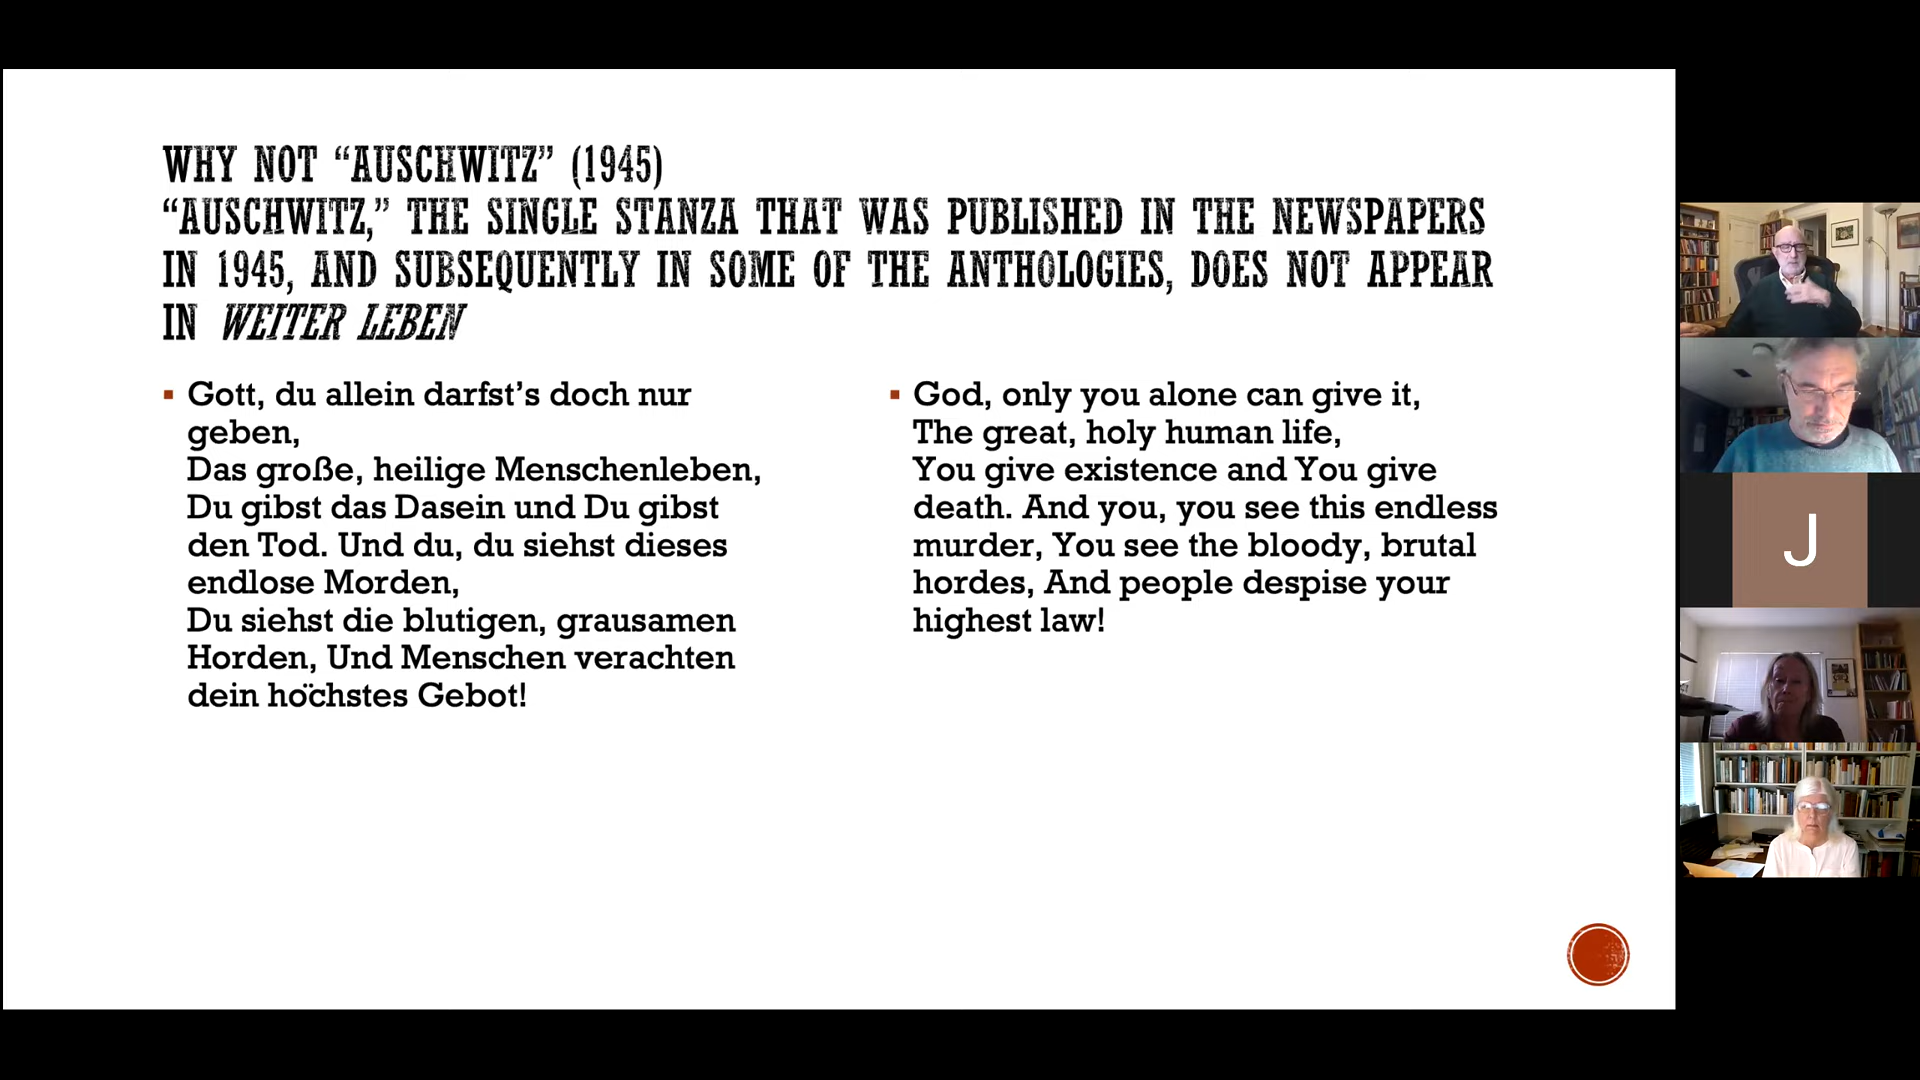 WHY NOT “AUSCHWITZ” (1945)
“AUSCHWITZ,” THE SINGLE STANZA THAT WAS PUBLISHED IN THE NEWSPAPERS
IN 1945, AND SUBSEQUENTLY IN SOME OF THE ANTHOLOGIES, DOES NOT APPEAR
IN WEITER LEBEN
▪ Gott, du allein darfst’s doch nur
geben,
Das große, heilige Menschenleben,
Du gibst das Dasein und Du gibst
den Tod. Und du, du siehst dieses
endlose Morden,
Du siehst die blutigen, grausamen
Horden, Und Menschen verachten
dein höchstes Gebot!
▪ God, only you alone can give it,
The great, holy human life,
You give existence and You give
death. And you, you see this endless
murder, You see the bloody, brutal
hordes, And people despise your
highest law!
J